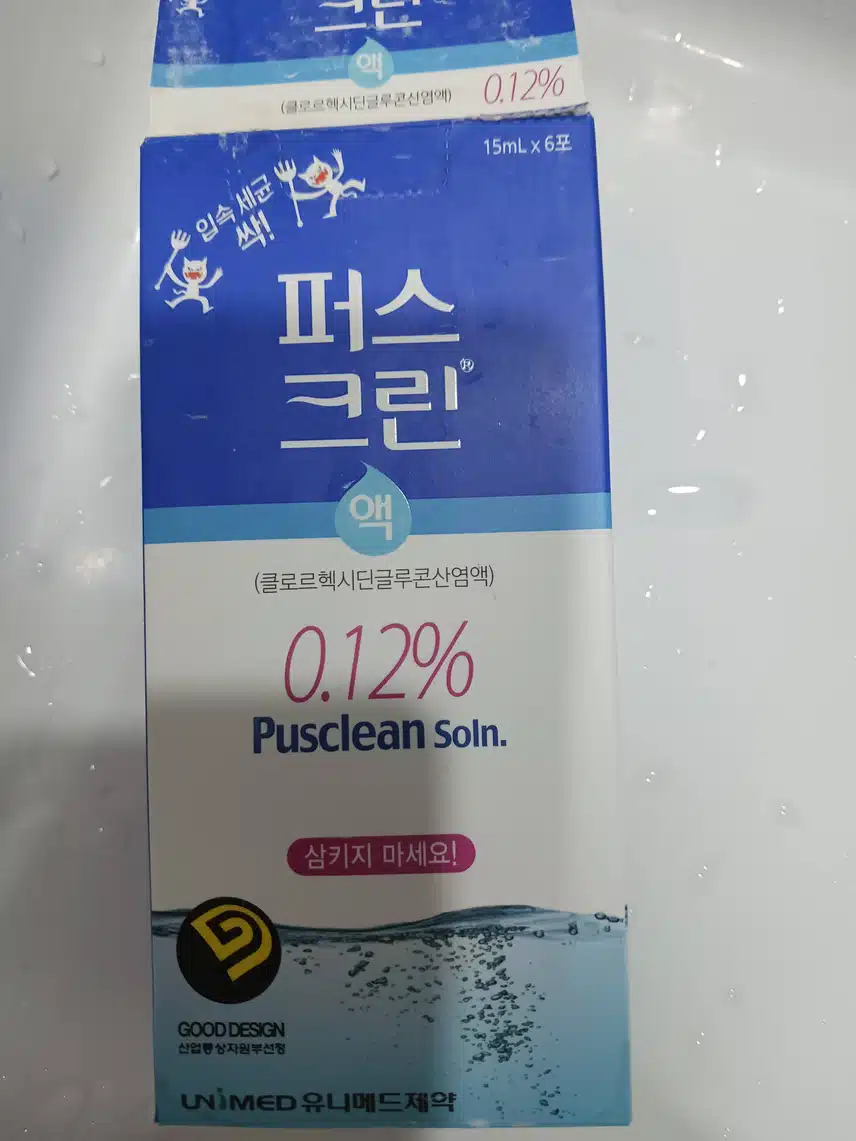 크린
액
(클로르헥시딘글루콘산염액)
0.12%
15mL x 6포
입속 세균
싹!
퍼스
크린®
액
(클로르헥시딘글루콘산염액)
0.12%
Pusclean Soln.
삼키지 마세요!
GOOD DESIGN
산업통상자원부선정
UNIMED 유니메드제약